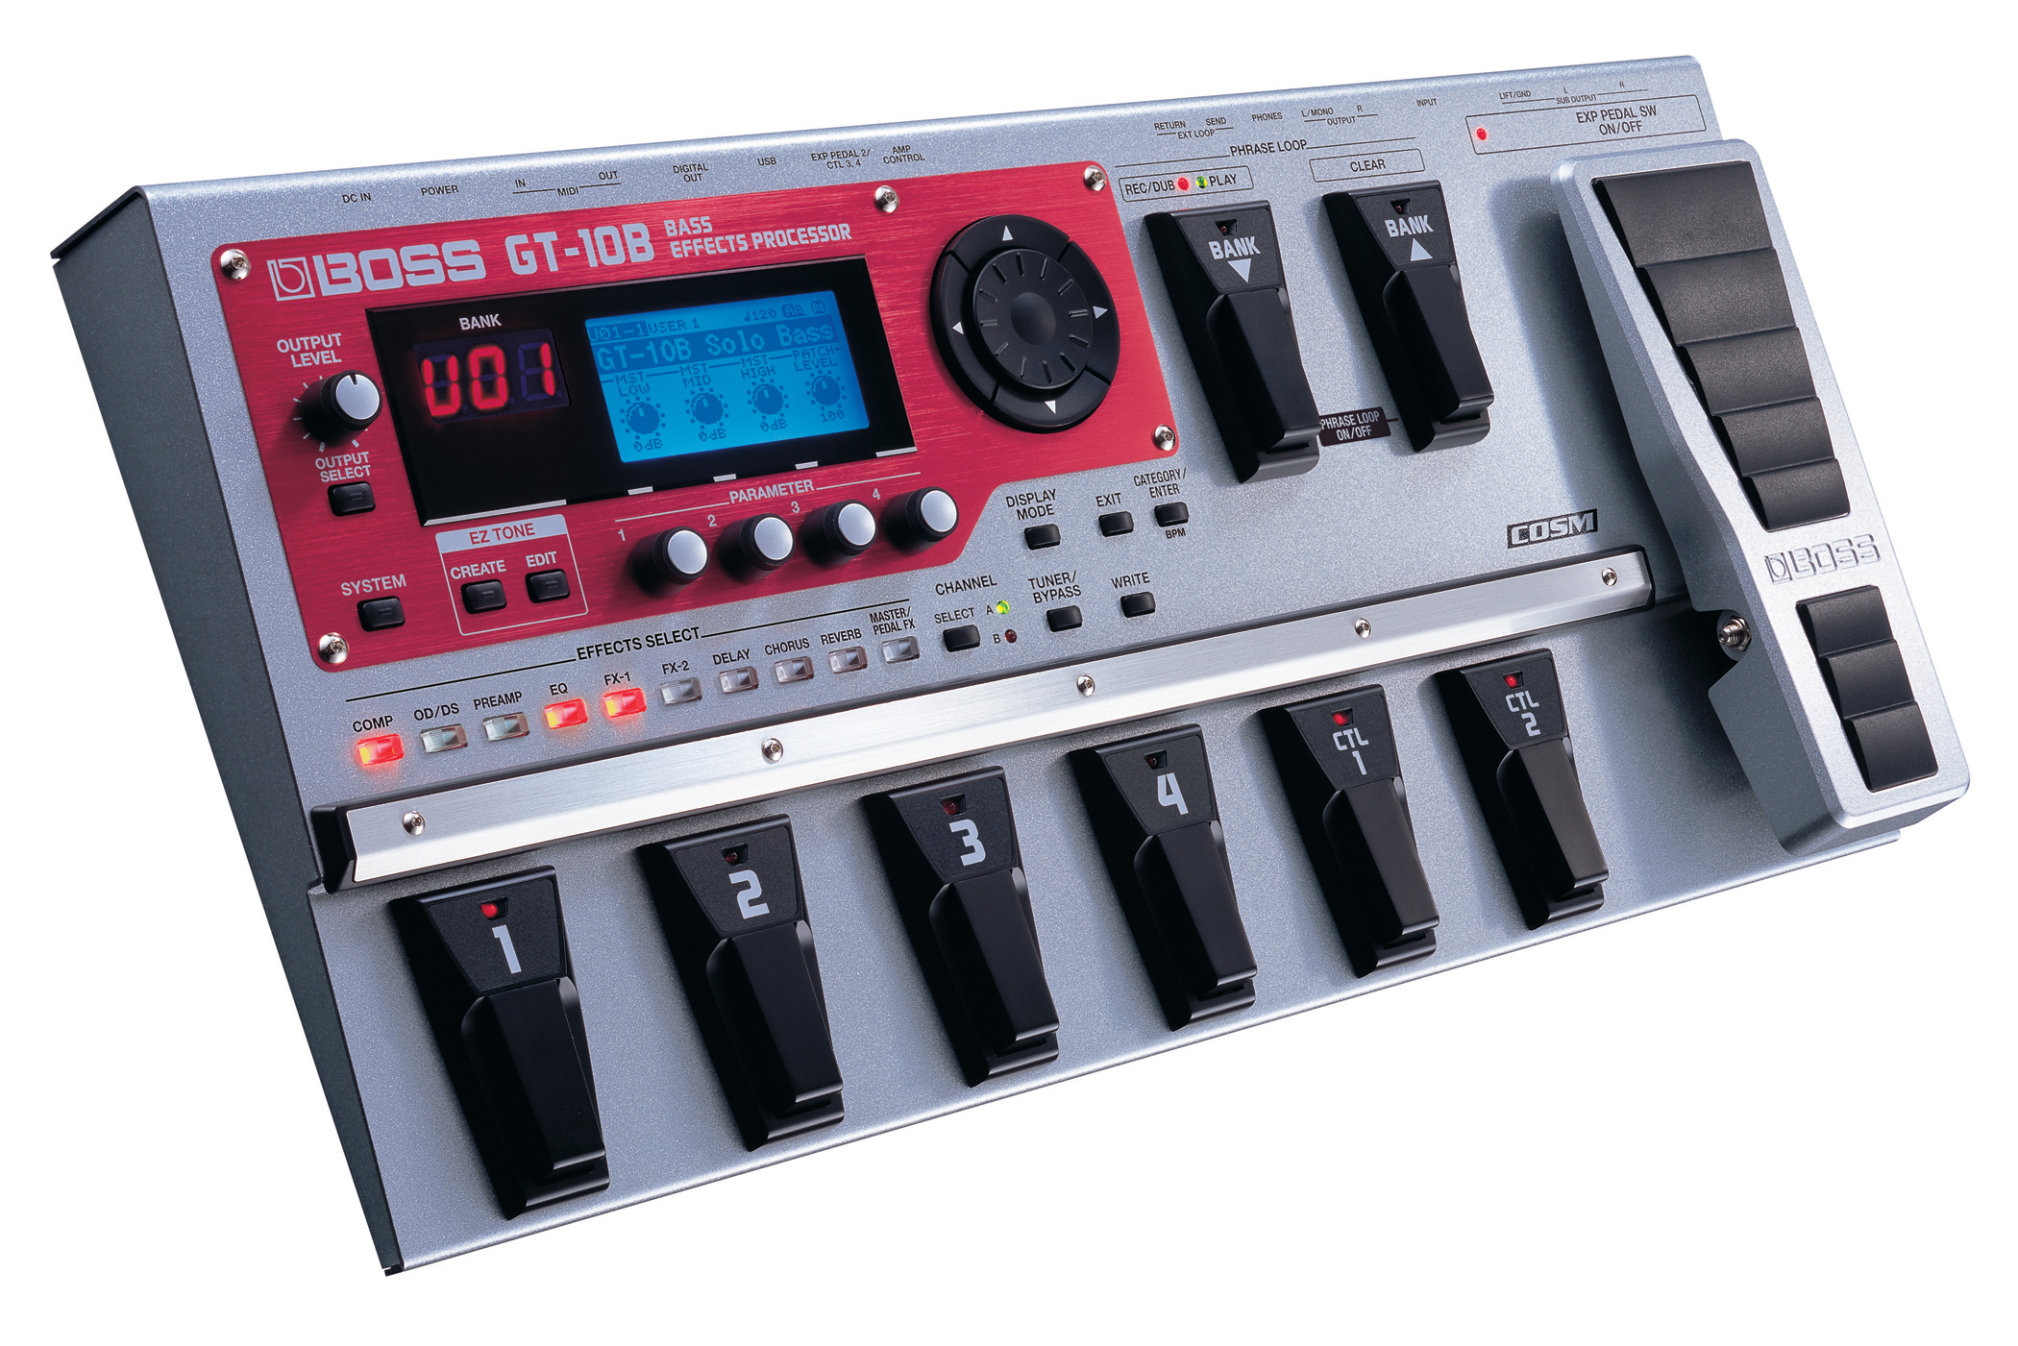 LIFT/GND
L
R
SUB OUTPUT
RETURN
SEND
EXT LOOP
PHONES
L/MONO
R
OUTPUT
INPUT
EXP PEDAL SW
ON/OFF
DC IN
POWER
IN
OUT
MIDI
DIGITAL
OUT
USB
EXP PEDAL 2/
CTL 3, 4
AMP
CONTROL
PHRASE LOOP
REC/DUB
PLAY
CLEAR
BOSS GT-10B BASS
EFFECTS PROCESSOR
BANK ▼
BANK ▲
PHRASE LOOP
ON/OFF
OUTPUT
LEVEL
BANK
U01
U01-1 USER 1
♩120
GT-10B Solo Bass
MST
LOW
MST
MID
MST
HIGH
PATCH
LEVEL
0dB
0dB
0dB
100
OUTPUT
SELECT
PARAMETER
1
2
3
4
EZ TONE
CREATE
EDIT
SYSTEM
DISPLAY
MODE
EXIT
CATEGORY/
ENTER
BPM
COSM
BOSS
CHANNEL
SELECT
A
B
TUNER/
BYPASS
WRITE
EFFECTS SELECT
COMP
OD/DS
PREAMP
EQ
FX-1
FX-2
DELAY
CHORUS
REVERB
MASTER/
PEDAL FX
1
2
3
4
CTL
1
CTL
2